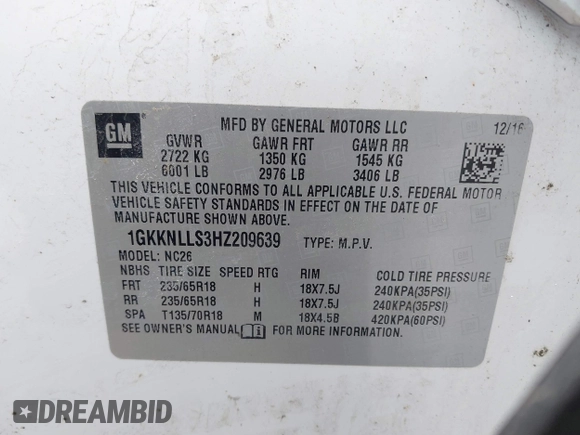 GM
MFD BY GENERAL MOTORS LLC 12/16
GVWR GAWR FRT GAWR RR
2722 KG 1350 KG 1545 KG
6001 LB 2976 LB 3406 LB
THIS VEHICLE CONFORMS TO ALL APPLICABLE U.S. FEDERAL MOTOR
VEHICLE SAFETY STANDARDS IN EFFECT ON THE DATE OF
MANUFACTURE SHOWN ABOVE.
1GKKNLLS3HZ209639 TYPE: M.P.V.
MODEL: NC26
NBHS TIRE SIZE SPEED RTG RIM COLD TIRE PRESSURE
FRT 235/65R18 H 18X7.5J 240KPA(35PSI)
RR 235/65R18 H 18X7.5J 240KPA(35PSI)
SPA T135/70R18 M 18X4.5B 420KPA(60PSI)
SEE OWNER'S MANUAL FOR MORE INFORMATION.
DREAMBID